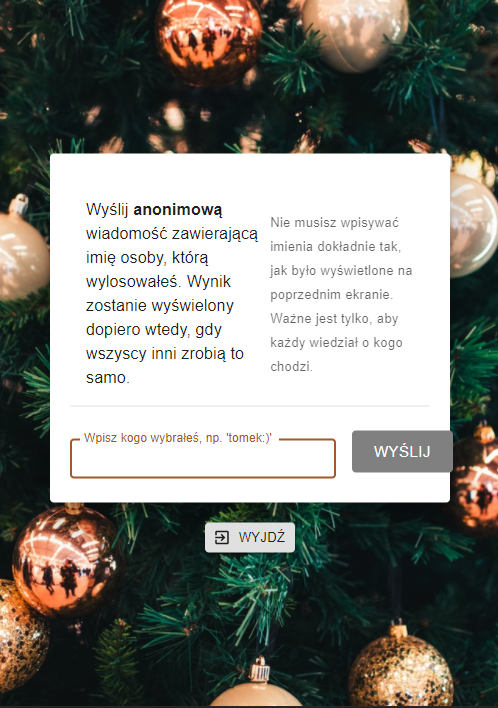 Wyślij anonimową
wiadomość zawierającą
imię osoby, którą
wylosowałeś. Wynik
zostanie wyświelony
dopiero wtedy, gdy
wszyscy inni zrobią to
samo.
Nie musisz wpisywać
imienia dokładnie tak,
jak było wyświetlone na
poprzednim ekranie.
Ważne jest tylko, aby
każdy wiedział o kogo
chodzi.
Wpisz kogo wybrałeś, np. 'tomek:)'
WYŚLIJ
WYJDŹ